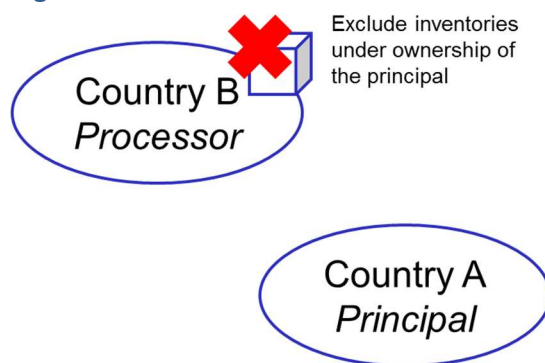 Exclude inventories
under ownership of
the principal
Country B
Processor
Country A
Principal